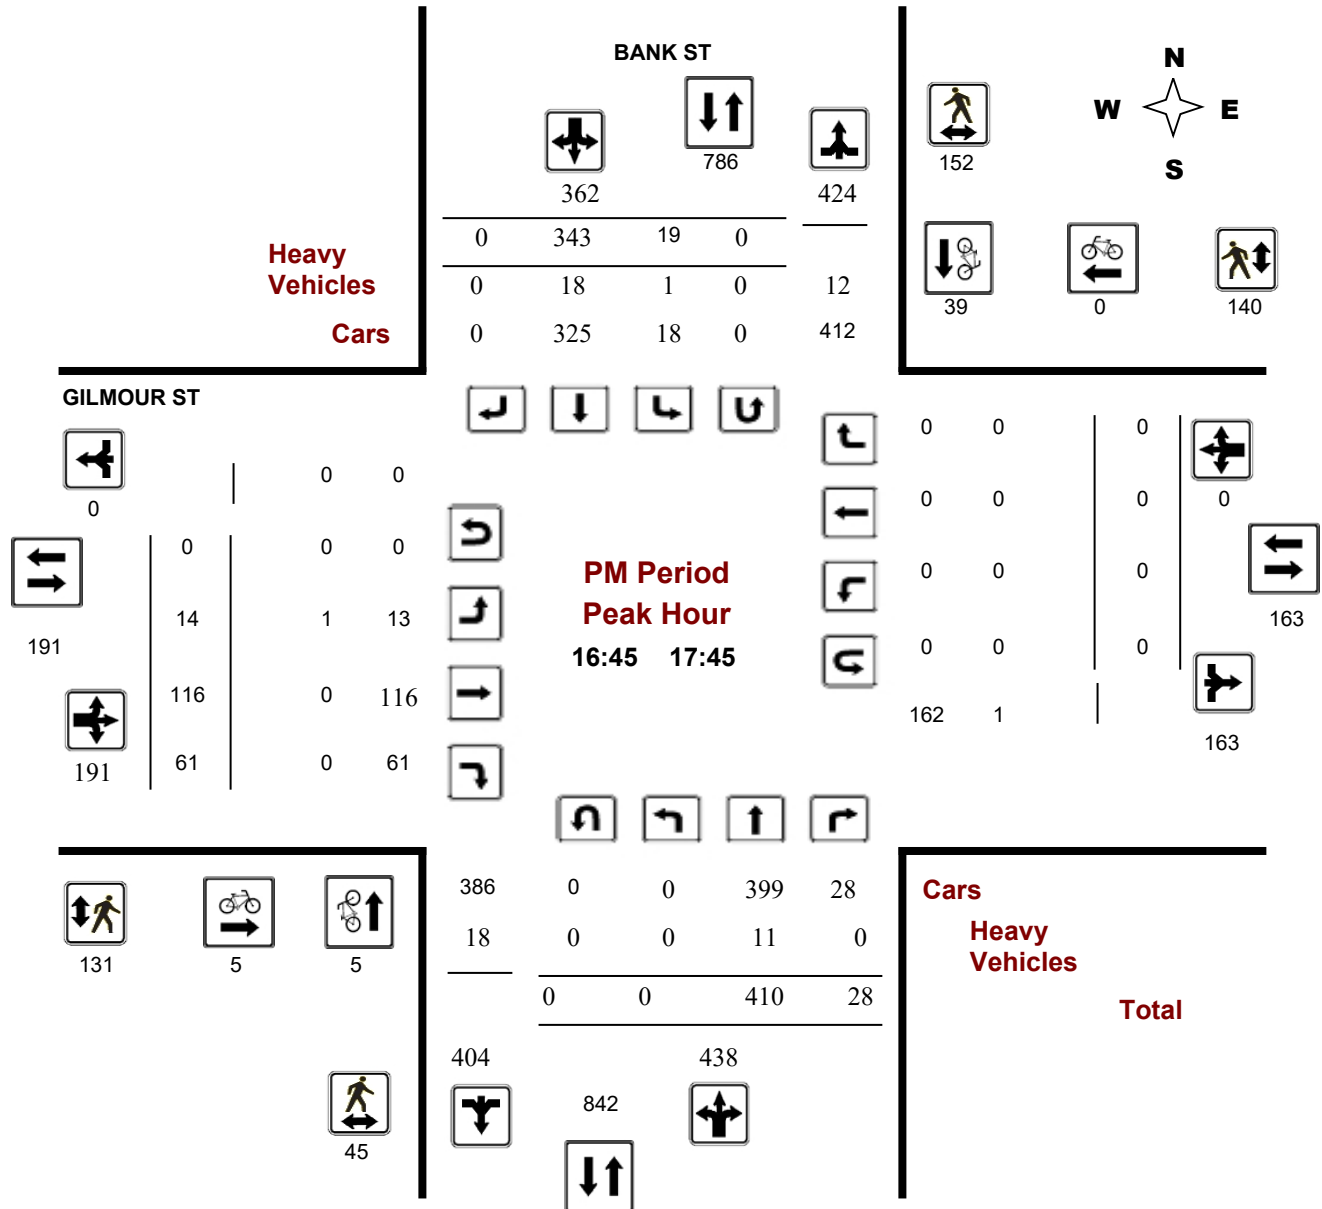 BANK ST
N
W E
S
786
152
362 424
0 343 19 0
Heavy
Vehicles
0 18 1 0 12
39 0 140
Cars
0 325 18 0 412
GILMOUR ST
0 0 0
0 0
0
0 0 0 0
0 0 0
PM Period
0 0 0
Peak Hour
14 1 13
163
191
16:45 17:45
0 0 0
116 0 116
162 1
163
191 61 0 61
386 0 0 399 28
Cars
18 0 0 11 0
Heavy
Vehicles
131 5 5
0 0 410 28
Total
404 438
842
45